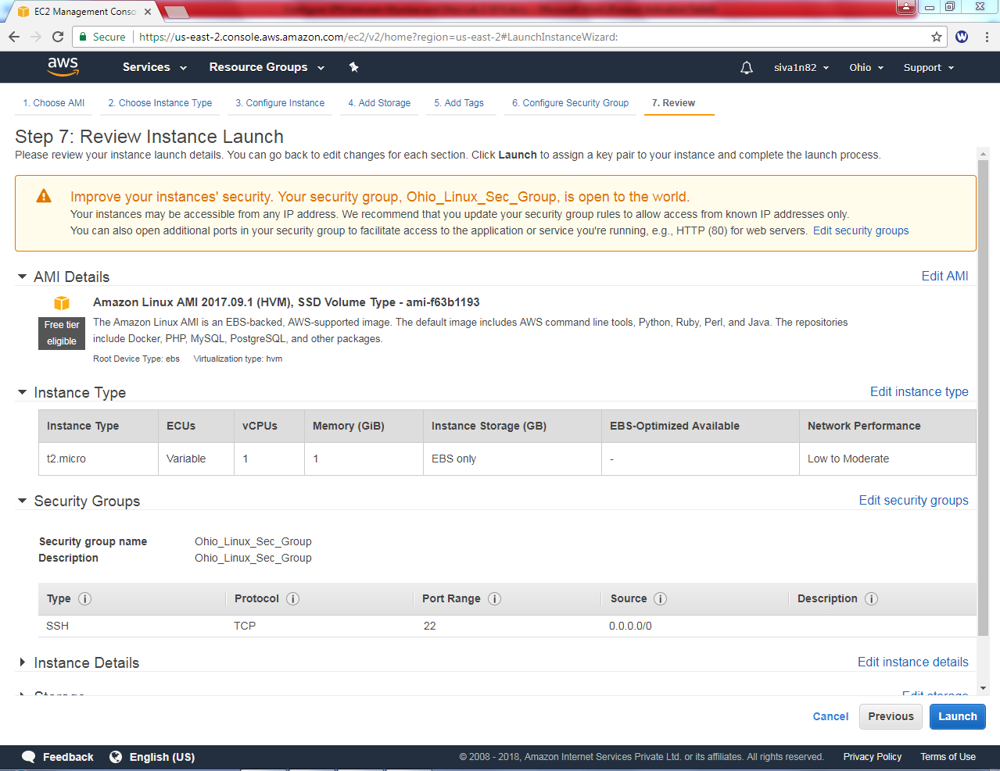 EC2 Management Conso
Secure https://us-east-2.console.aws.amazon.com/ec2/v2/home?region=us-east-2#LaunchInstanceWizard:
aws Services Resource Groups siva1n82 Ohio Support
1. Choose AMI 2. Choose Instance Type 3. Configure Instance 4. Add Storage 5. Add Tags 6. Configure Security Group 7. Review
Step 7: Review Instance Launch
Please review your instance launch details. You can go back to edit changes for each section. Click Launch to assign a key pair to your instance and complete the launch process.
Improve your instances' security. Your security group, Ohio_Linux_Sec_Group, is open to the world.
Your instances may be accessible from any IP address. We recommend that you update your security group rules to allow access from known IP addresses only.
You can also open additional ports in your security group to facilitate access to the application or service you're running, e.g., HTTP (80) for web servers. Edit security groups
AMI Details Edit AMI
Amazon Linux AMI 2017.09.1 (HVM), SSD Volume Type - ami-f63b1193
Free tier eligible
The Amazon Linux AMI is an EBS-backed, AWS-supported image. The default image includes AWS command line tools, Python, Ruby, Perl, and Java. The repositories
include Docker, PHP, MySQL, PostgreSQL, and other packages.
Root Device Type: ebs Virtualization type: hvm
Instance Type Edit instance type
Instance Type ECUs vCPUs Memory (GiB) Instance Storage (GB) EBS-Optimized Available Network Performance
t2.micro Variable 1 1 EBS only - Low to Moderate
Security Groups Edit security groups
Security group name Ohio_Linux_Sec_Group
Description Ohio_Linux_Sec_Group
Type Protocol Port Range Source Description
SSH TCP 22 0.0.0.0/0
Instance Details Edit instance details
Storage Edit storage
Cancel Previous Launch
Feedback English (US) © 2008 - 2018, Amazon Internet Services Private Ltd. or its affiliates. All rights reserved. Privacy Policy Terms of Use